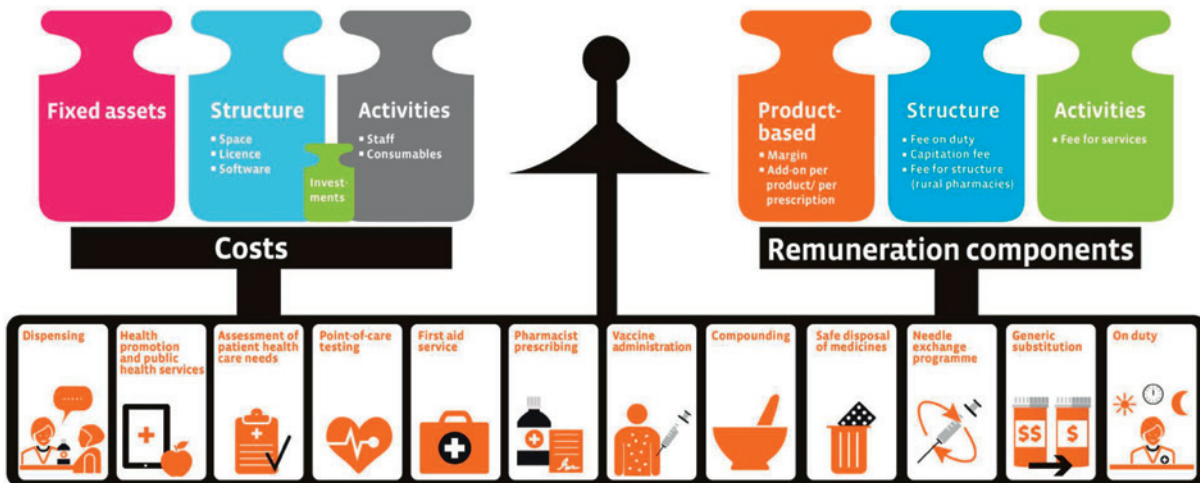 Fixed assets
Structure
▪ Space
▪ Licence
▪ Software
Invest-
ments
Activities
▪ Staff
▪ Consumables
Product-
based
▪ Margin
▪ Add-on per
product/ per
prescription
Structure
▪ Fee on duty
▪ Capitation fee
▪ Fee for structure
(rural pharmacies)
Activities
▪ Fee for services
Costs
Remuneration components
Dispensing
Health
promotion
and public
health services
Assessment of
patient health
care needs
Point-of-care
testing
First aid
service
Pharmacist
prescribing
Vaccine
administration
Compounding
Safe disposal
of medicines
Needle
exchange
programme
Generic
substitution
$$ $
On duty